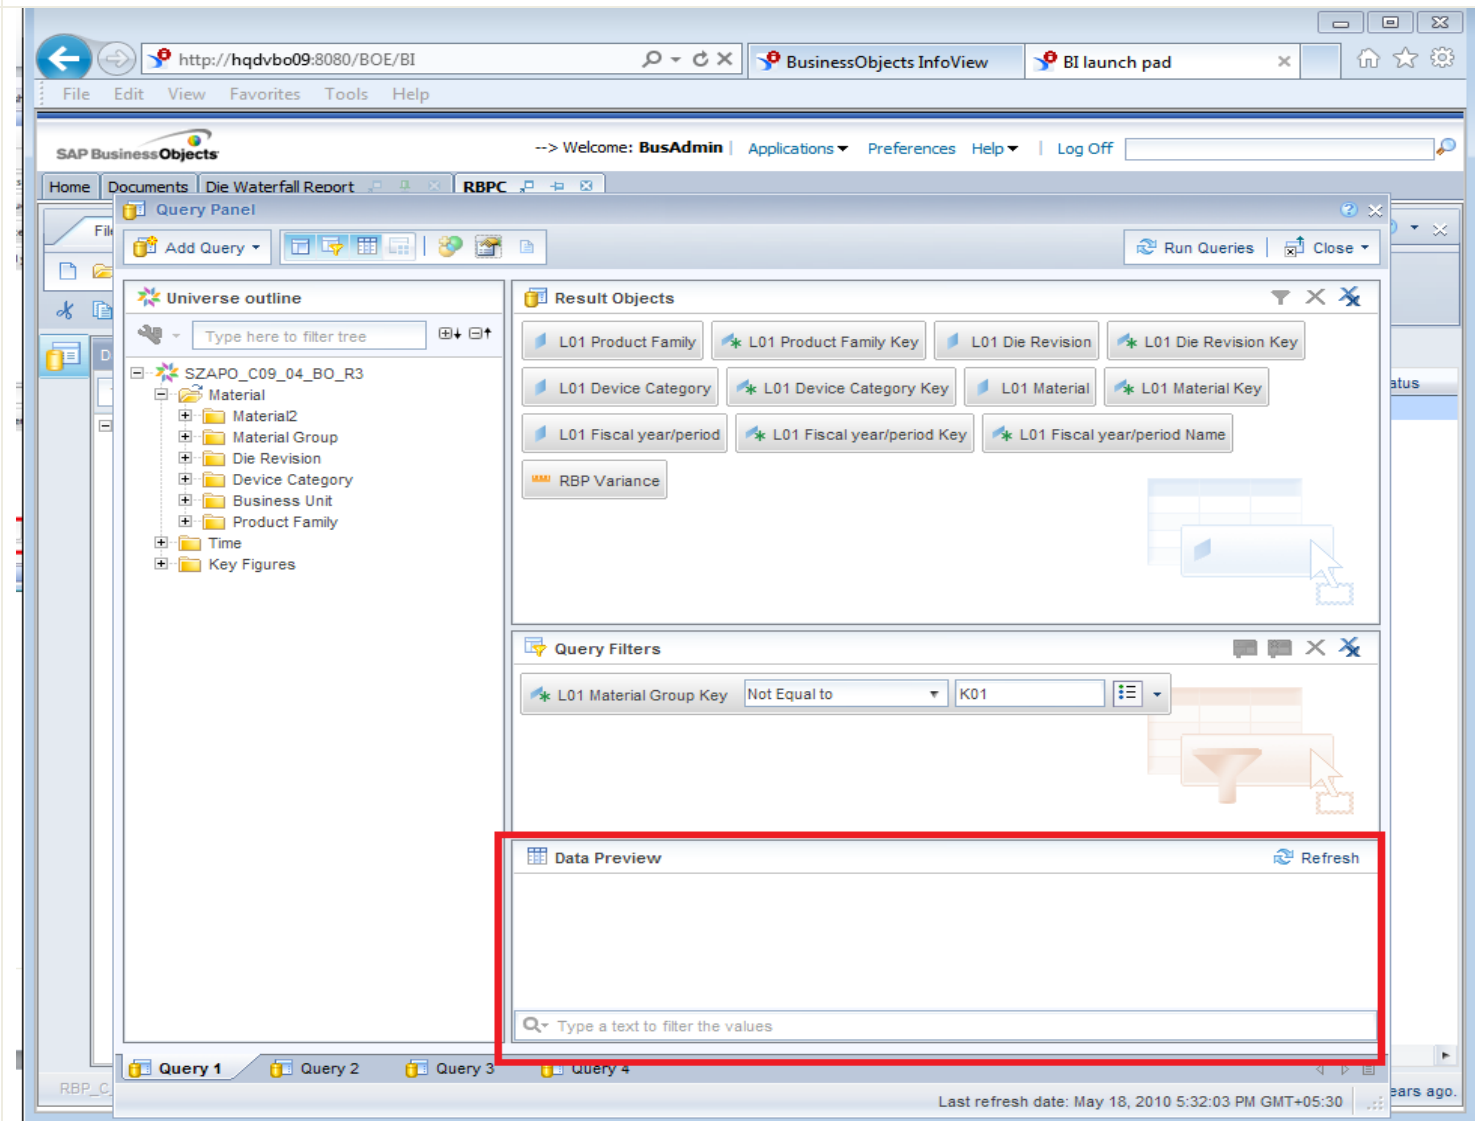 http://hqdvbo09:8080/BOE/BI
BusinessObjects InfoView
BI launch pad
File Edit View Favorites Tools Help
SAP BusinessObjects
--> Welcome: BusAdmin | Applications Preferences Help | Log Off
Home Documents Die Waterfall Report RBPC
Query Panel
Add Query
Run Queries | Close
Universe outline
Type here to filter tree
SZAPO_C09_04_BO_R3
Material
Material2
Material Group
Die Revision
Device Category
Business Unit
Product Family
Time
Key Figures
Result Objects
L01 Product Family L01 Product Family Key L01 Die Revision L01 Die Revision Key
L01 Device Category L01 Device Category Key L01 Material L01 Material Key
L01 Fiscal year/period L01 Fiscal year/period Key L01 Fiscal year/period Name
RBP Variance
Query Filters
L01 Material Group Key Not Equal to K01
Data Preview Refresh
Type a text to filter the values
Query 1 Query 2 Query 3 Query 4
Last refresh date: May 18, 2010 5:32:03 PM GMT+05:30
RBP_C
ears ago.